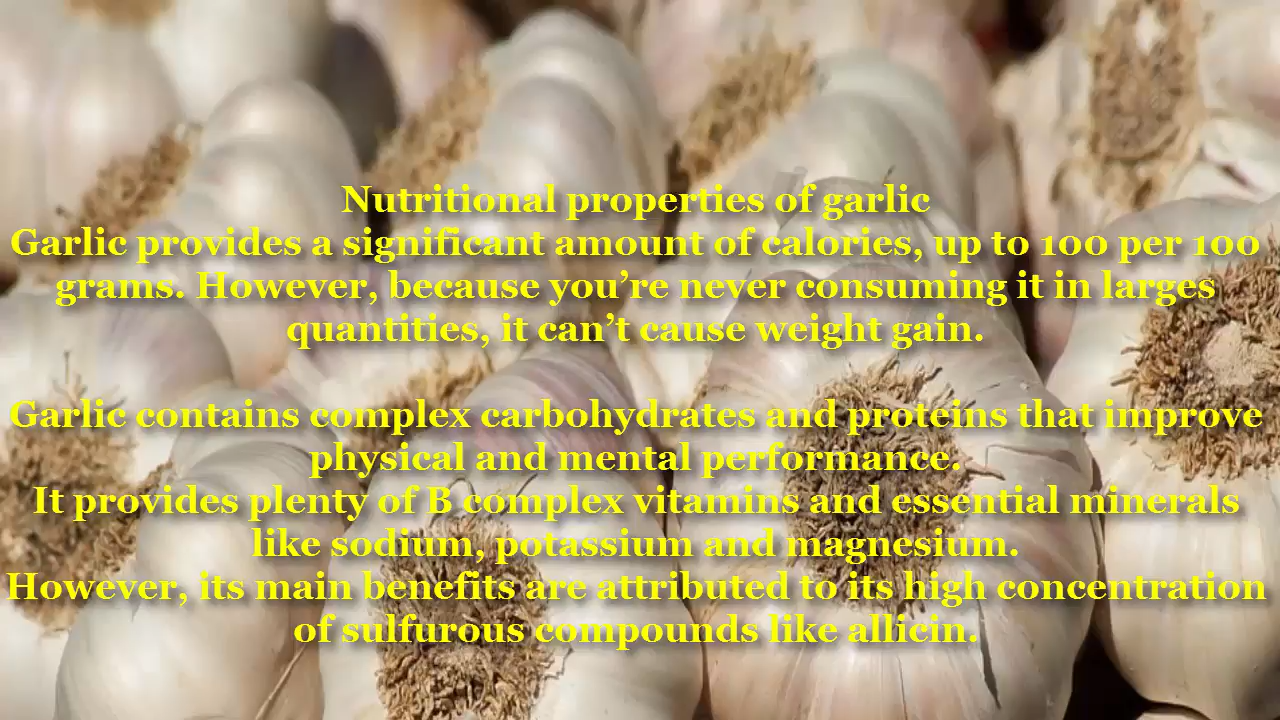 Nutritional properties of garlic
Garlic provides a significant amount of calories, up to 100 per 100
grams. However, because you’re never consuming it in larges
quantities, it can’t cause weight gain.
Garlic contains complex carbohydrates and proteins that improve
physical and mental performance.
It provides plenty of B complex vitamins and essential minerals
like sodium, potassium and magnesium.
However, its main benefits are attributed to its high concentration
of sulfurous compounds like allicin.